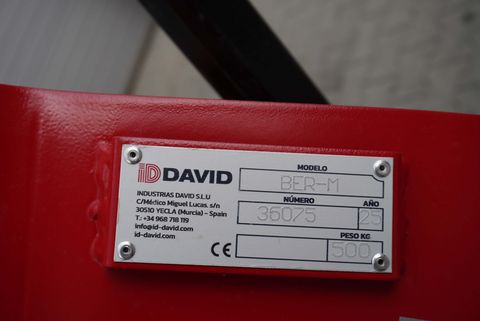 iD DAVID
INDUSTRIAS DAVID S.L.U
C/Médico Miguel Lucas. s/n
30510 YECLA (Murcia) - Spain
T.: +34 968 718 119
info@id-david.com
id-david.com
CE
MODELO
BER-M
NÚMERO AÑO
36075 25
PESO KG
500